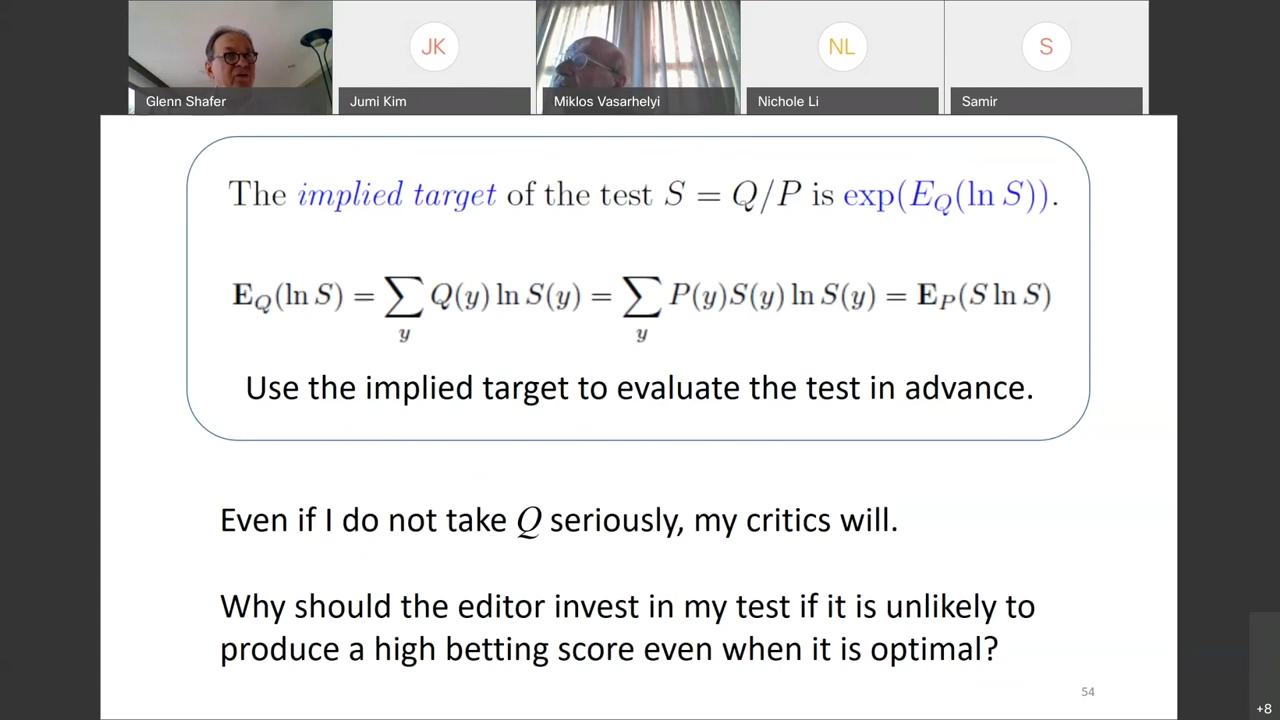 JK
NL
S
Glenn Shafer
Jumi Kim
Miklos Vasarhelyi
Nichole Li
Samir
The implied target of the test S = Q/P is exp(E_Q(ln S)).
E_Q(ln S) = ∑_y Q(y) ln S(y) = ∑_y P(y)S(y) ln S(y) = E_P(S ln S)
Use the implied target to evaluate the test in advance.
Even if I do not take Q seriously, my critics will.
Why should the editor invest in my test if it is unlikely to
produce a high betting score even when it is optimal?
54
+8